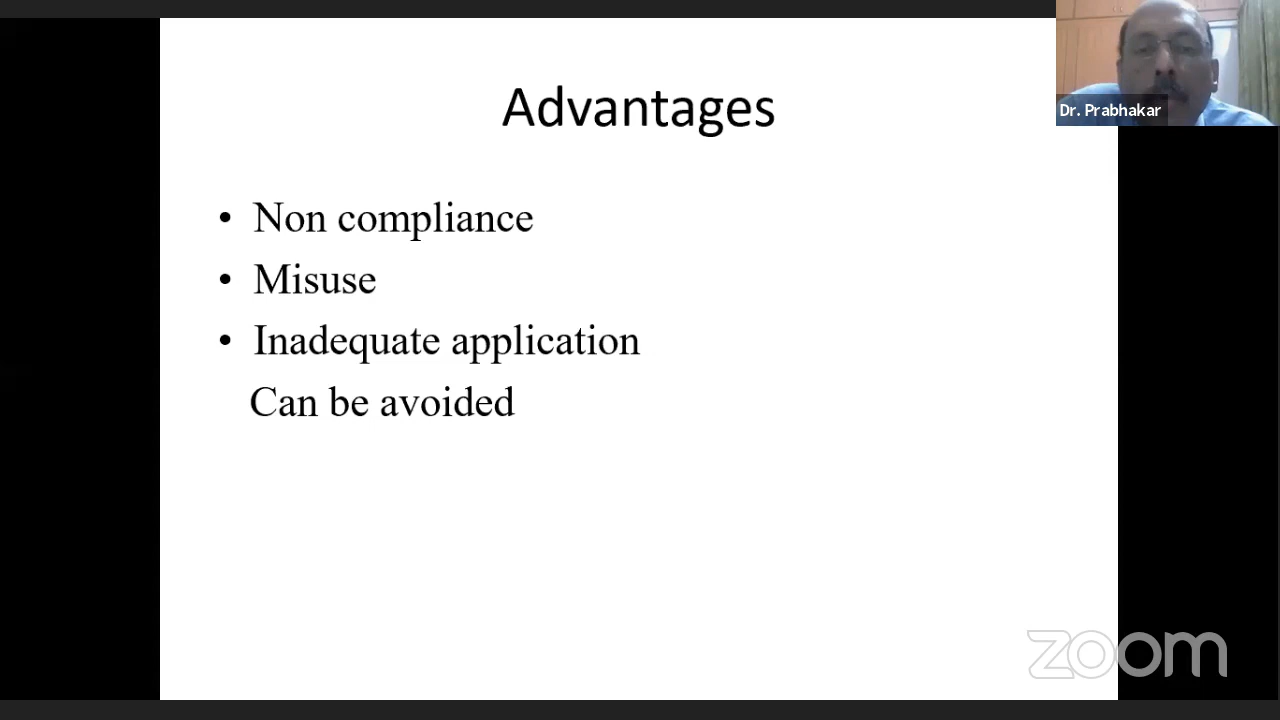 Advantages
• Non compliance
• Misuse
• Inadequate application
Can be avoided
Dr. Prabhakar
zoom